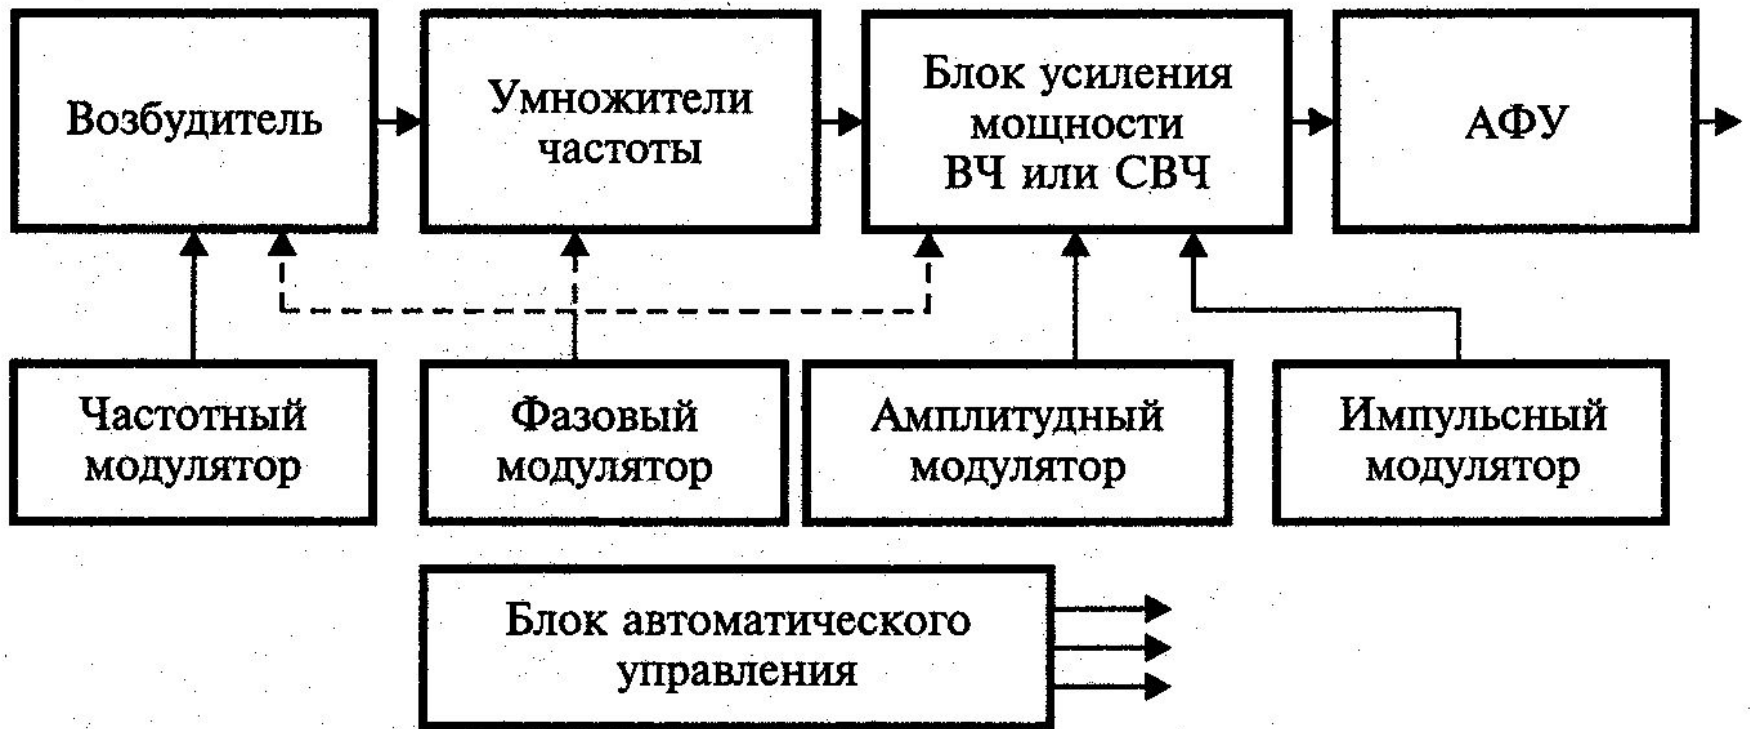 Возбудитель
Умножители
частоты
Блок усиления
мощности
ВЧ или СВЧ
АФУ
Частотный
модулятор
Фазовый
модулятор
Амплитудный
модулятор
Импульсный
модулятор
Блок автоматического
управления